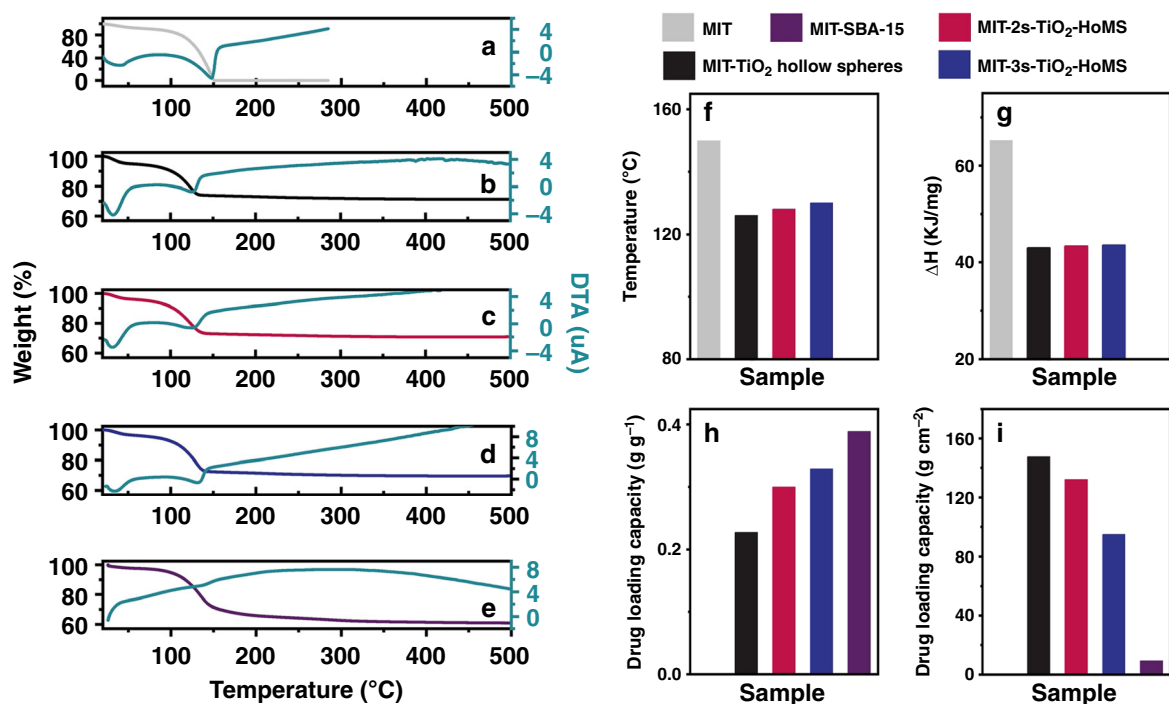 MIT
MIT-SBA-15
MIT-2s-TiO₂-HoMS
MIT-TiO₂ hollow spheres
MIT-3s-TiO₂-HoMS
Weight (%)
80
40
0
4
0
−4
a
100 200 300 400 500
100
80
60
4
0
−4
b
100 200 300 400 500
100
80
60
4
0
−4
c
100 200 300 400 500
100
80
60
8
4
0
d
100 200 300 400 500
100
80
60
8
4
0
e
100 200 300 400 500
DTA (uA)
Temperature (°C)
f
Temperature (°C)
160
120
80
Sample
g
ΔH (KJ/mg)
60
40
20
Sample
h
Drug loading capacity (g g⁻¹)
0.4
0.2
0.0
Sample
i
Drug loading capacity (g cm⁻²)
160
120
80
40
0
Sample